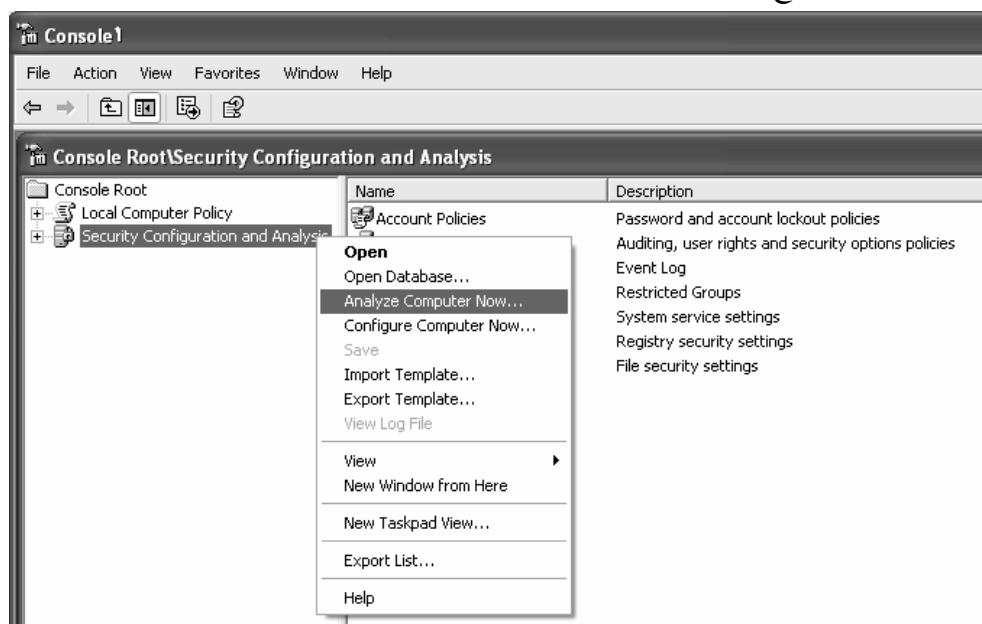 Console1
File Action View Favorites Window Help
Console Root\Security Configuration and Analysis
Console Root
Local Computer Policy
Security Configuration and Analysis
Name Description
Account Policies Password and account lockout policies
Auditing, user rights and security options policies
Event Log
Restricted Groups
System service settings
Registry security settings
File security settings
Open
Open Database...
Analyze Computer Now...
Configure Computer Now...
Save
Import Template...
Export Template...
View Log File
View
New Window from Here
New Taskpad View...
Export List...
Help